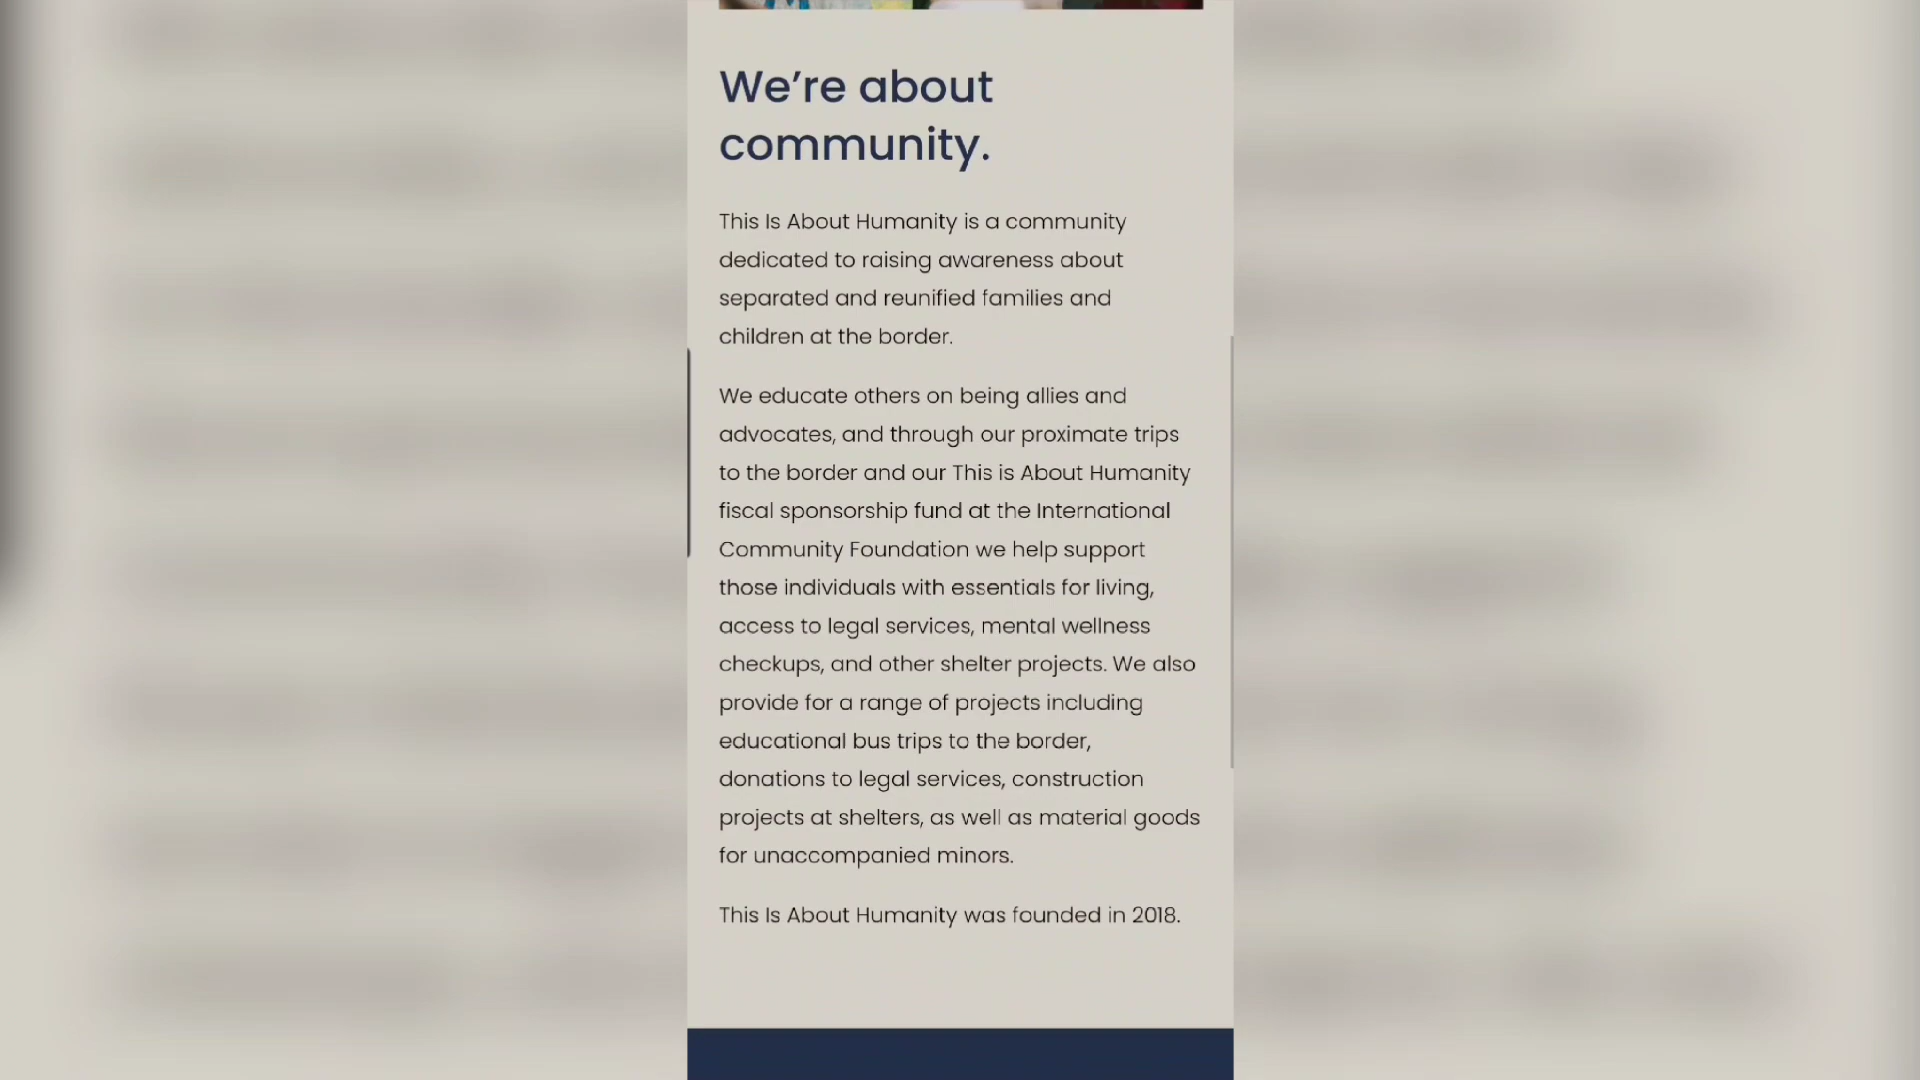 We’re about
community.
This Is About Humanity is a community
dedicated to raising awareness about
separated and reunified families and
children at the border.
We educate others on being allies and
advocates, and through our proximate trips
to the border and our This is About Humanity
fiscal sponsorship fund at the International
Community Foundation we help support
those individuals with essentials for living,
access to legal services, mental wellness
checkups, and other shelter projects. We also
provide for a range of projects including
educational bus trips to the border,
donations to legal services, construction
projects at shelters, as well as material goods
for unaccompanied minors.
This Is About Humanity was founded in 2018.